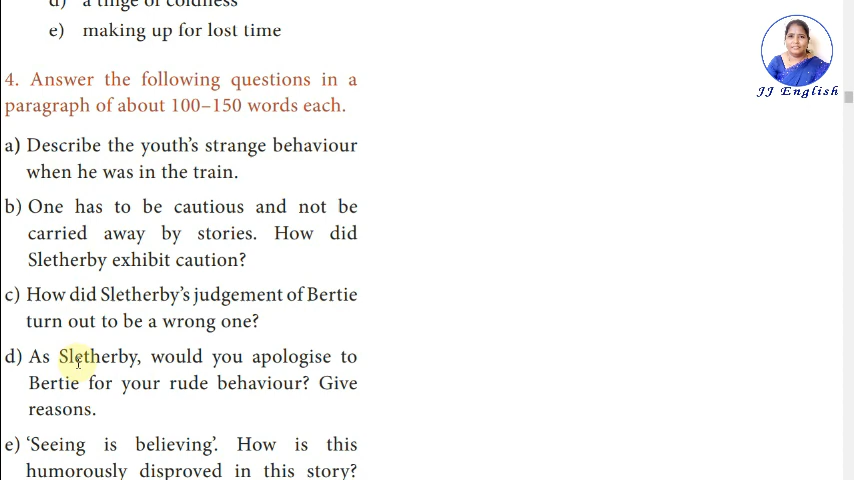 d) a tinge of coldness
e) making up for lost time
JJ English
4. Answer the following questions in a
paragraph of about 100–150 words each.
a) Describe the youth's strange behaviour
when he was in the train.
b) One has to be cautious and not be
carried away by stories. How did
Sletherby exhibit caution?
c) How did Sletherby's judgement of Bertie
turn out to be a wrong one?
d) As Sletherby, would you apologise to
Bertie for your rude behaviour? Give
reasons.
e) 'Seeing is believing'. How is this
humorously disproved in this story?